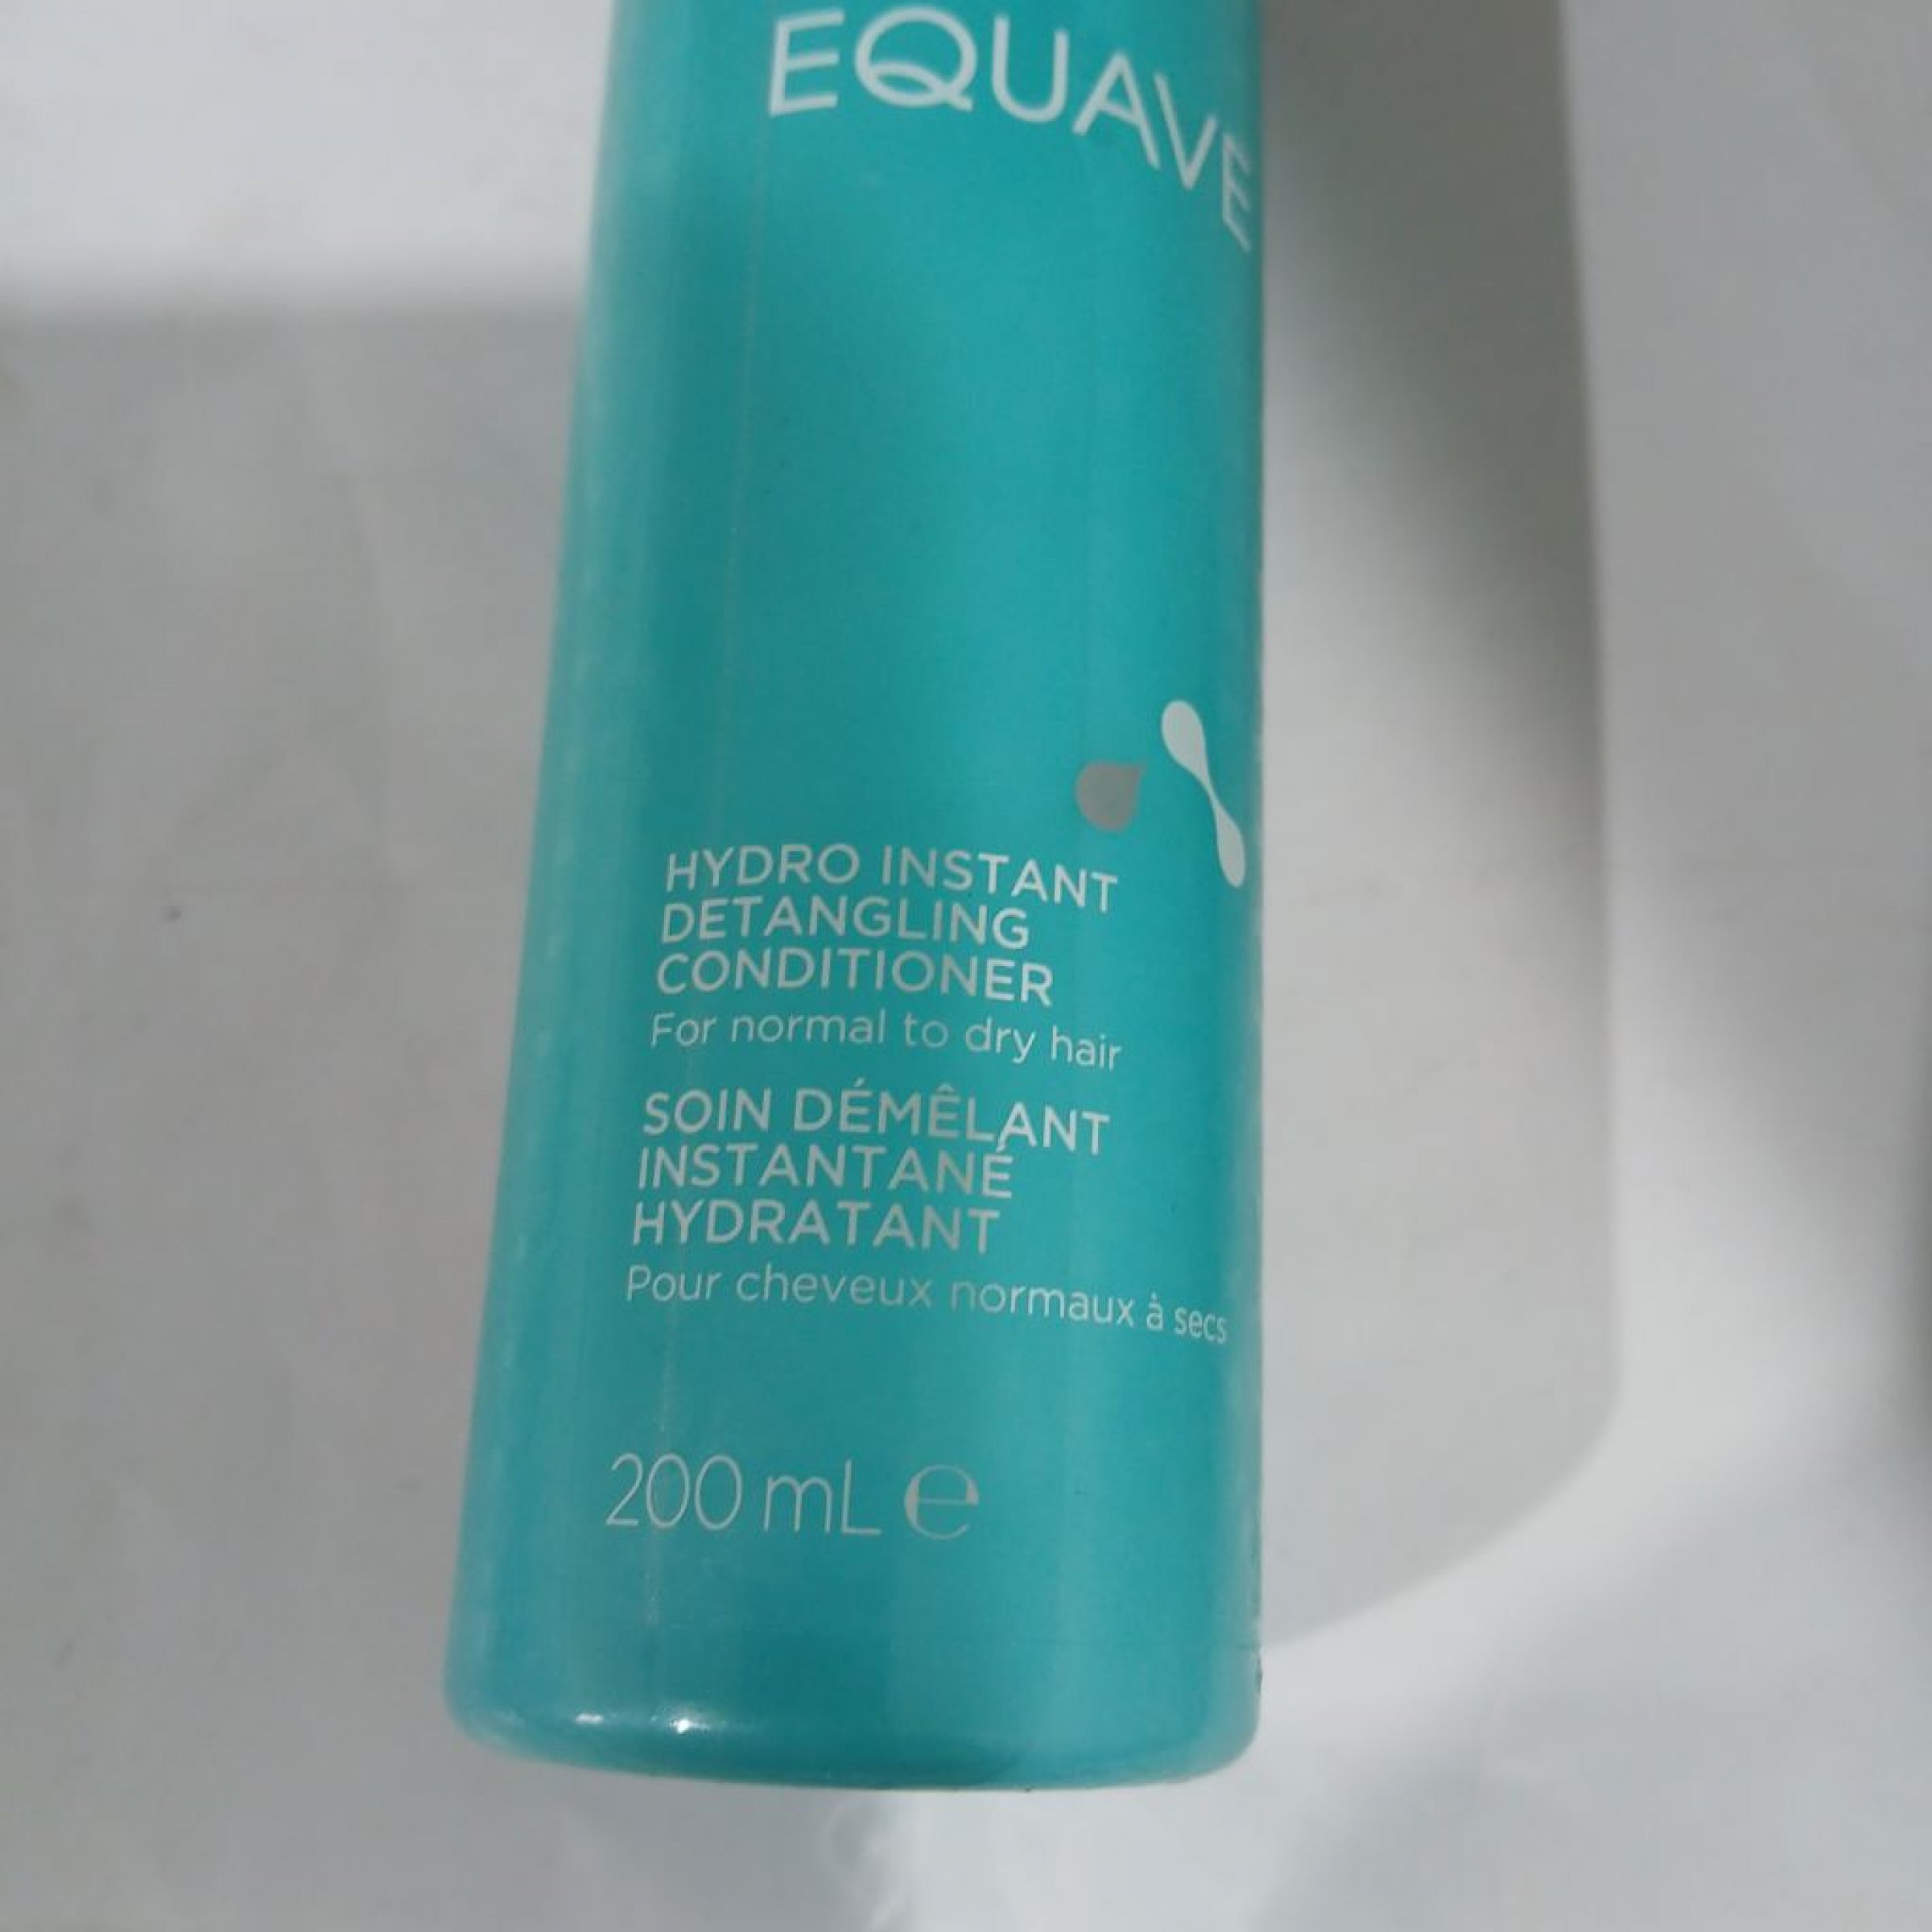 EQUAVE
HYDRO INSTANT
DETANGLING
CONDITIONER
For normal to dry hair
SOIN DÉMÊLANT
INSTANTANÉ
HYDRATANT
Pour cheveux normaux à secs
200 mL e